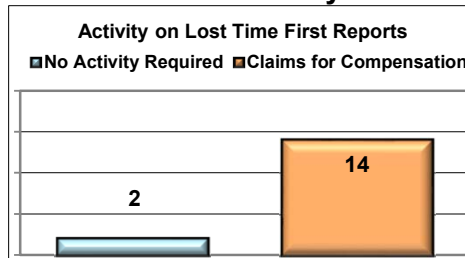 Activity on Lost Time First Reports
No Activity Required Claims for Compensation
14
2